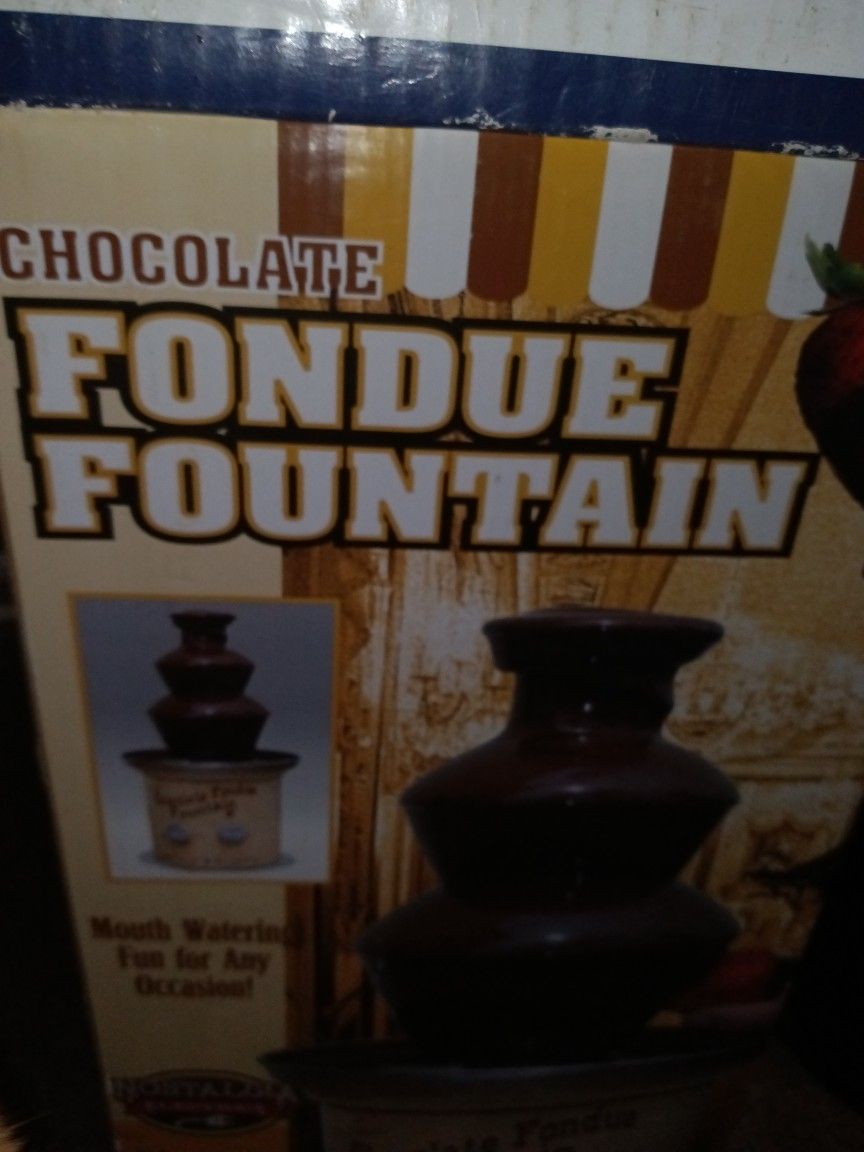 CHOCOLATE
FONDUE
FOUNTAIN
Mouth Watering
Fun for Any
Occasion!
NOSTALGIA
Fondue